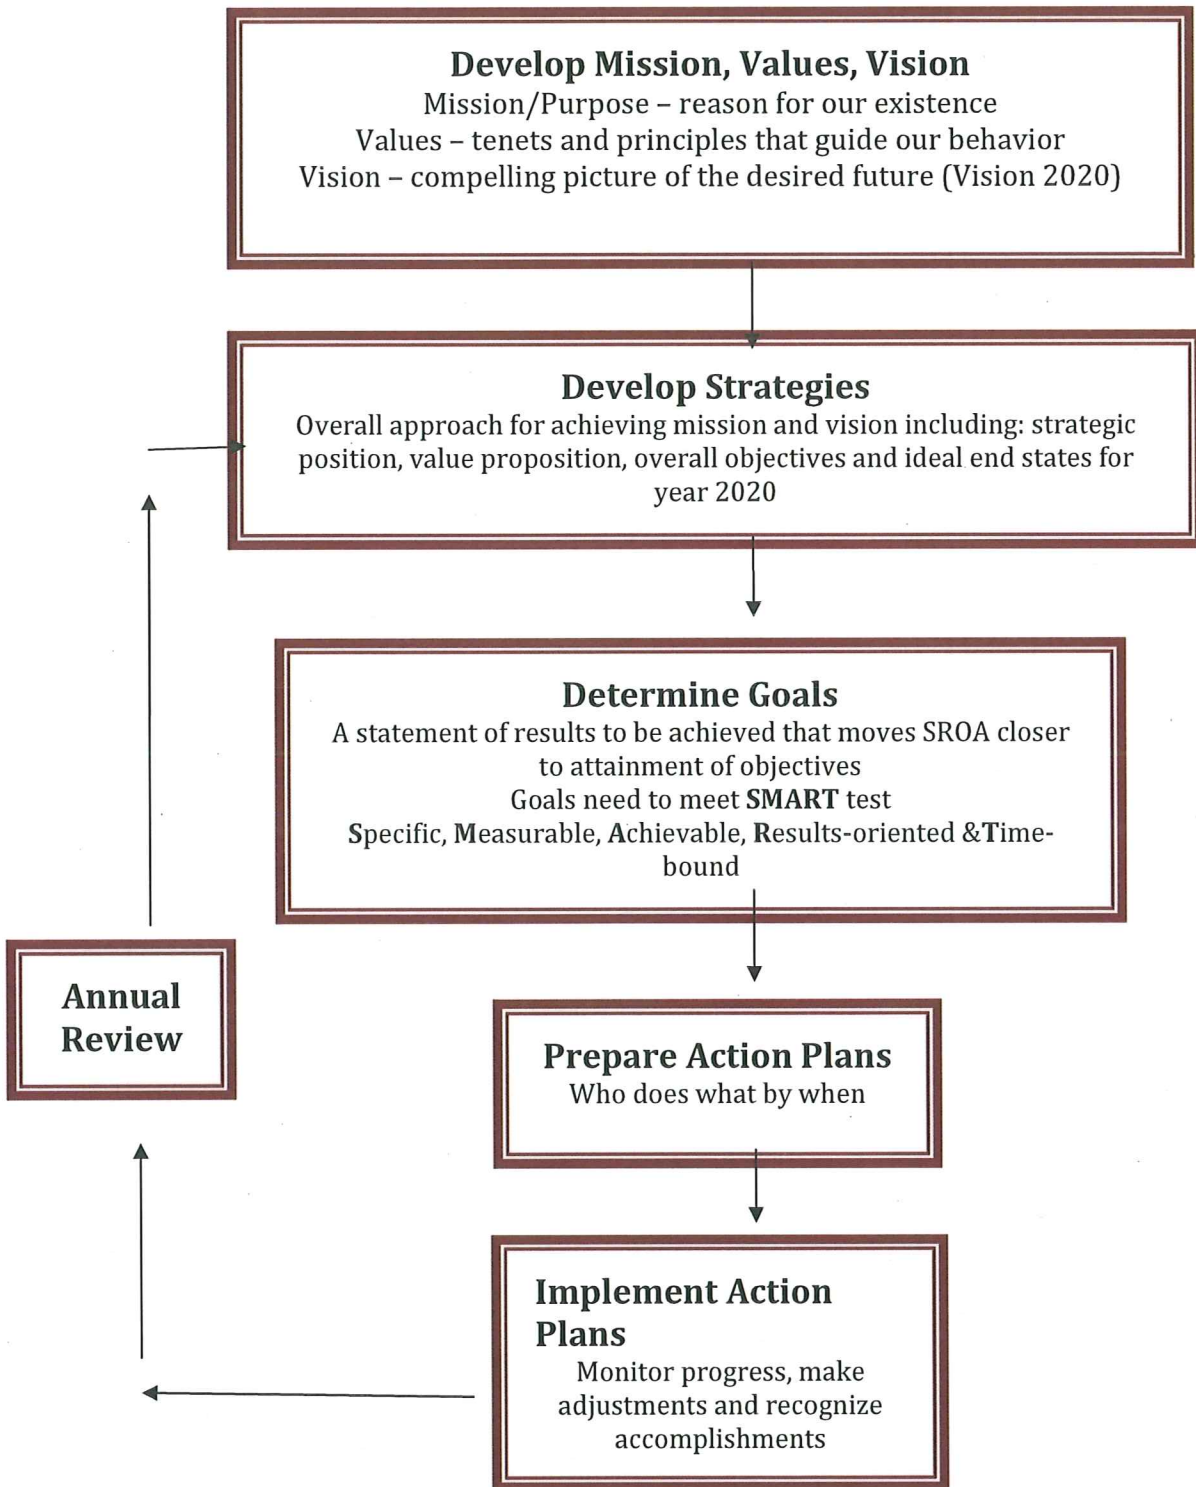 Develop Mission, Values, Vision
Mission/Purpose – reason for our existence
Values – tenets and principles that guide our behavior
Vision – compelling picture of the desired future (Vision 2020)
Develop Strategies
Overall approach for achieving mission and vision including: strategic
position, value proposition, overall objectives and ideal end states for
year 2020
Determine Goals
A statement of results to be achieved that moves SROA closer
to attainment of objectives
Goals need to meet SMART test
Specific, Measurable, Achievable, Results-oriented &Time-
bound
Annual
Review
Prepare Action Plans
Who does what by when
Implement Action
Plans
Monitor progress, make
adjustments and recognize
accomplishments